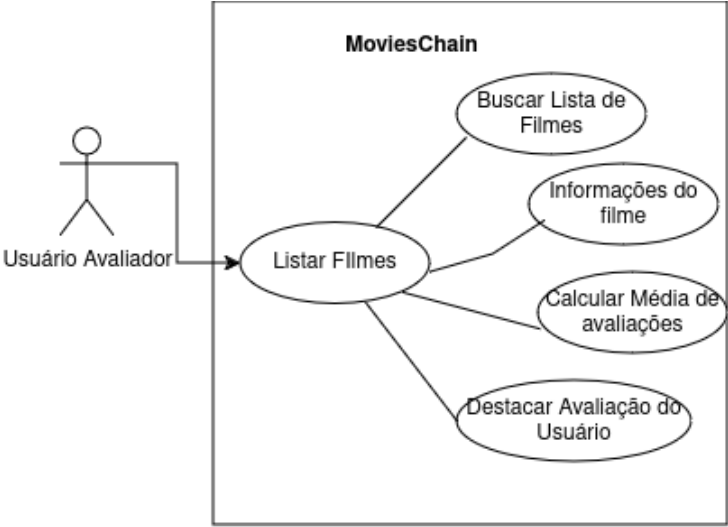 MoviesChain
Buscar Lista de
Filmes
Informações do
filme
Usuário Avaliador
Listar FIlmes
Calcular Média de
avaliações
Destacar Avaliação do
Usuário